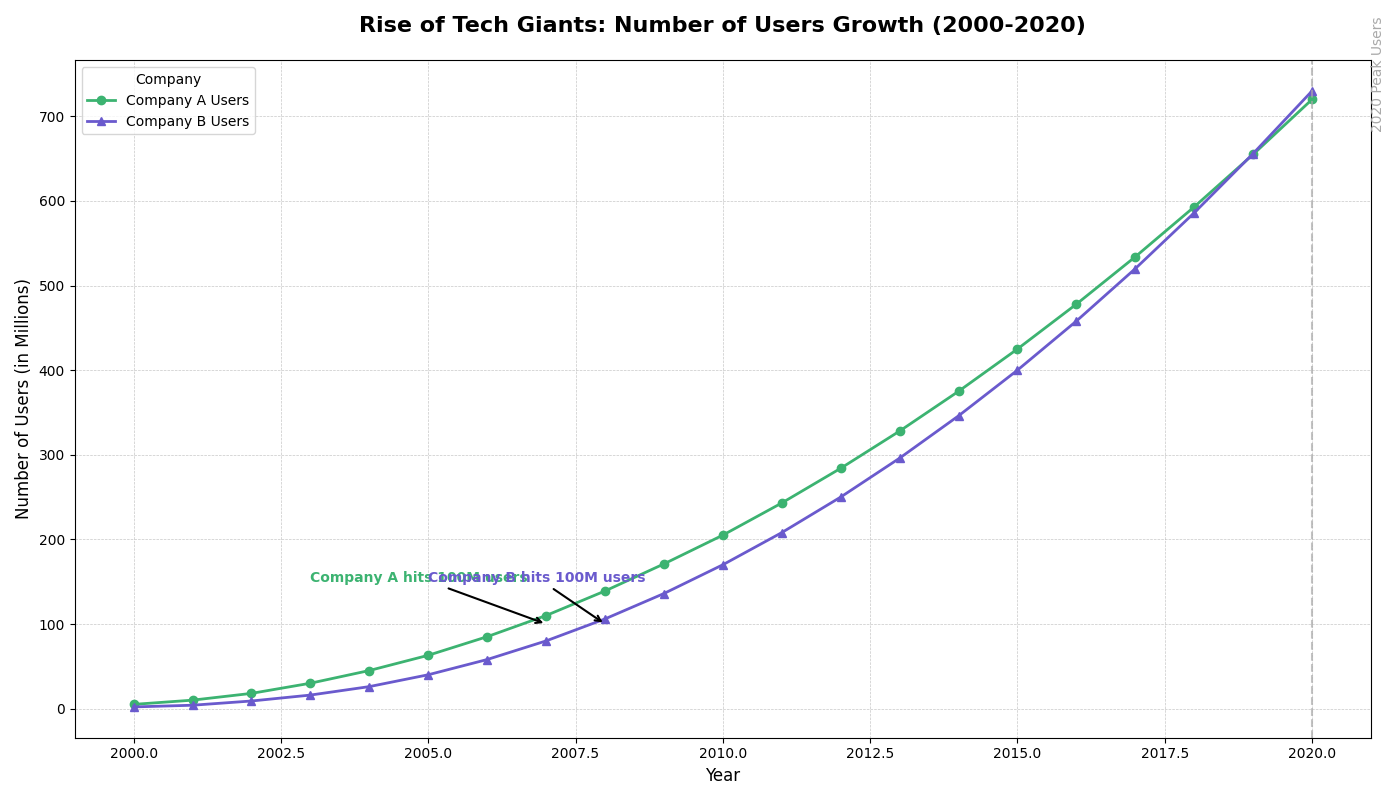 Rise of Tech Giants: Number of Users Growth (2000-2020)
2020 Peak Users
Company
Company A Users
Company B Users
Number of Users (in Millions)
700
600
500
400
300
200
100
0
Company A hits 100M users
Company B hits 100M users
2000.0 2002.5 2005.0 2007.5 2010.0 2012.5 2015.0 2017.5 2020.0
Year